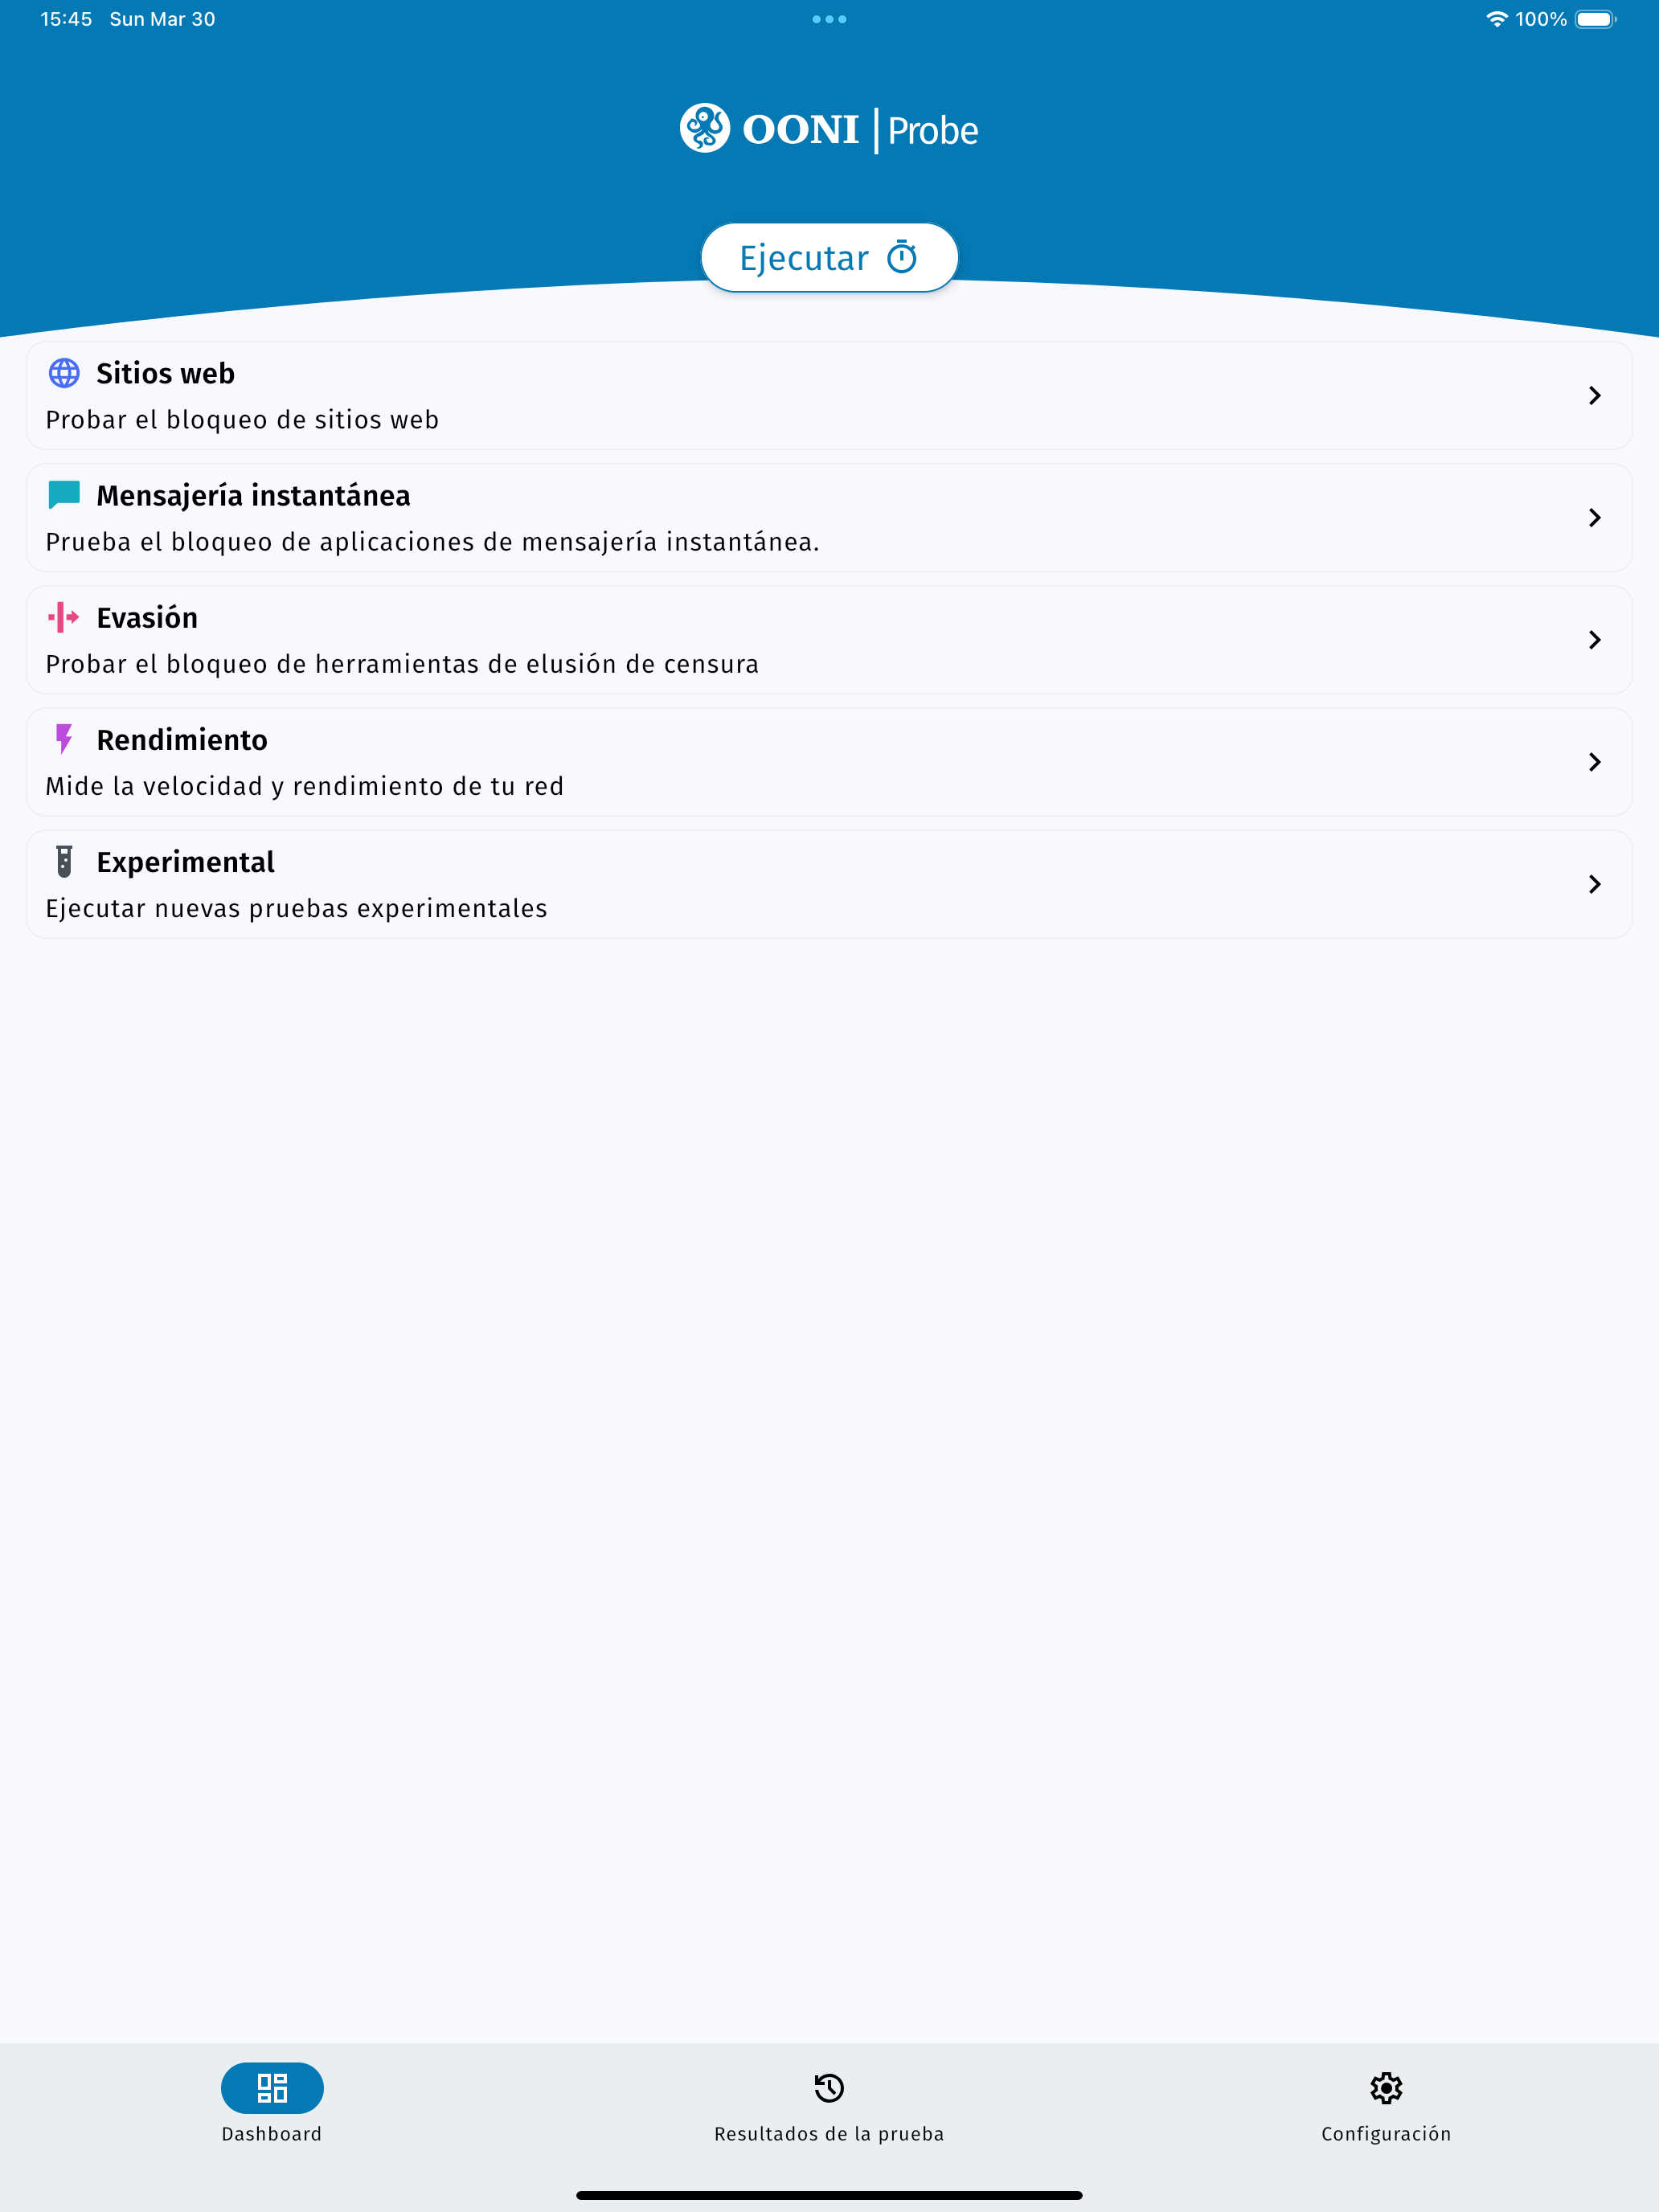 15:45 Sun Mar 30
100%
OONI | Probe
Ejecutar
Sitios web
Probar el bloqueo de sitios web
Mensajería instantánea
Prueba el bloqueo de aplicaciones de mensajería instantánea.
Evasión
Probar el bloqueo de herramientas de elusión de censura
Rendimiento
Mide la velocidad y rendimiento de tu red
Experimental
Ejecutar nuevas pruebas experimentales
Dashboard
Resultados de la prueba
Configuración